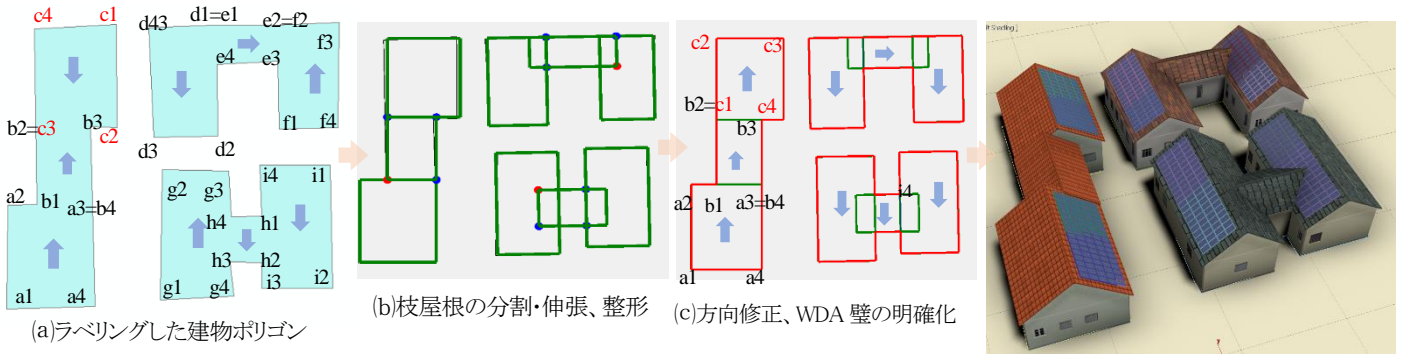 c4 c1
b2=c3 b3
c2
a2 b1 a3=b4
a1 a4
d43 d1=e1 e2=f2
e4 e3 f3
f1 f4
d3 d2
g2 g3 i4 i1
h4 h1
h3 h2
g1 g4 i3 i2
(a)ラベリングした建物ポリゴン
(b)枝屋根の分割・伸張、整形
c2 c3
b2=c1 c4
b3
a2 b1 a3=b4
a1 a4
i4
(c)方向修正、WDA 璧の明確化
ft Shading ]